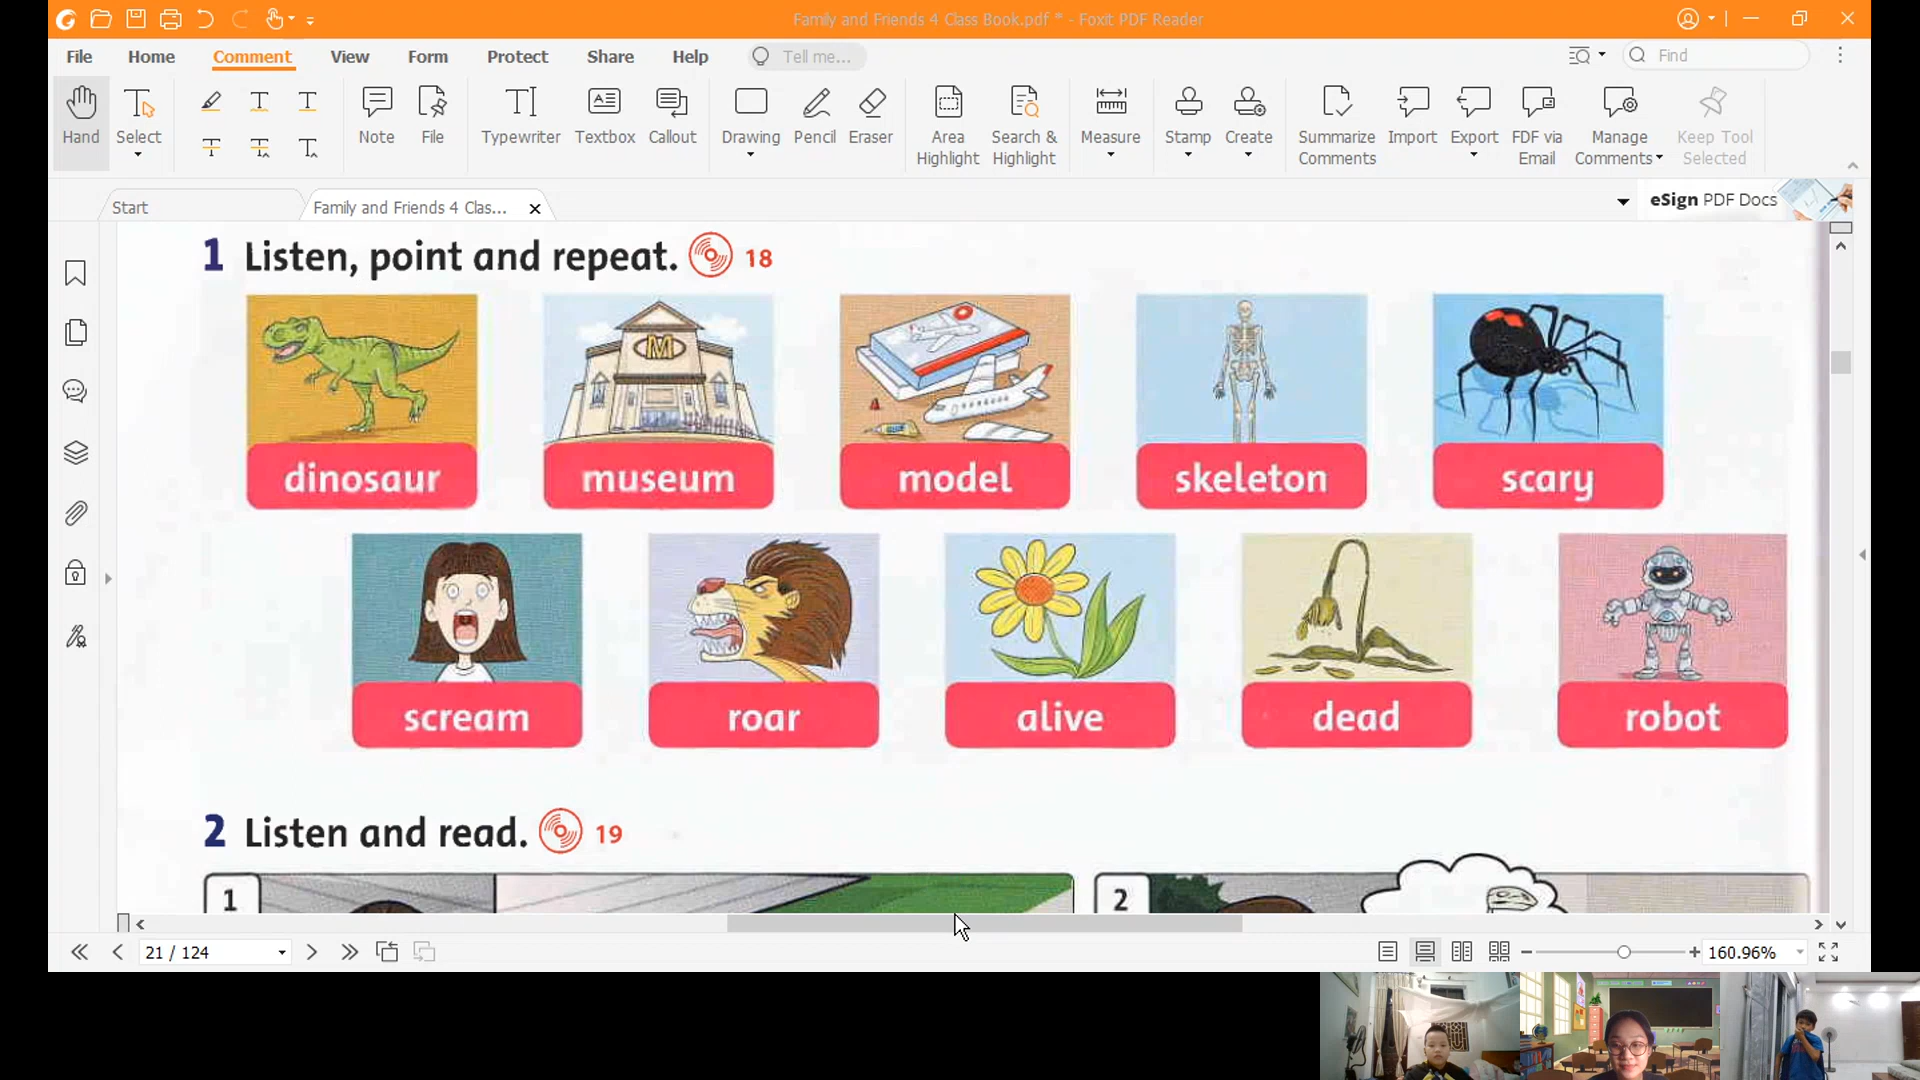 Family and Friends 4 Class Book.pdf * - Foxit PDF Reader
File Home Comment View Form Protect Share Help Tell me... Find
Hand Select Note File Typewriter Textbox Callout Drawing Pencil Eraser Area Highlight Search & Highlight Measure Stamp Create Summarize Comments Import Export FDF via Email Manage Comments Keep Tool Selected
Start Family and Friends 4 Clas... eSign PDF Docs
1 Listen, point and repeat. 18
M
dinosaur museum model skeleton scary
scream roar alive dead robot
2 Listen and read. 19
1 2
21 / 124 160.96%